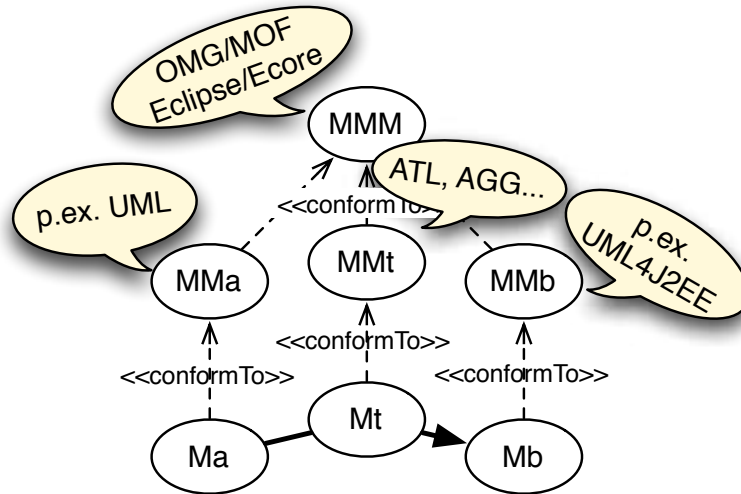 OMG/MOF
Eclipse/Ecore
MMM
ATL, AGG...
p.ex. UML
<<conformTo>
p.ex.
UML4J2EE
MMa
MMt
MMb
<<conformTo>>
<<conformTo>>
<<conformTo>>
Ma
Mt
Mb